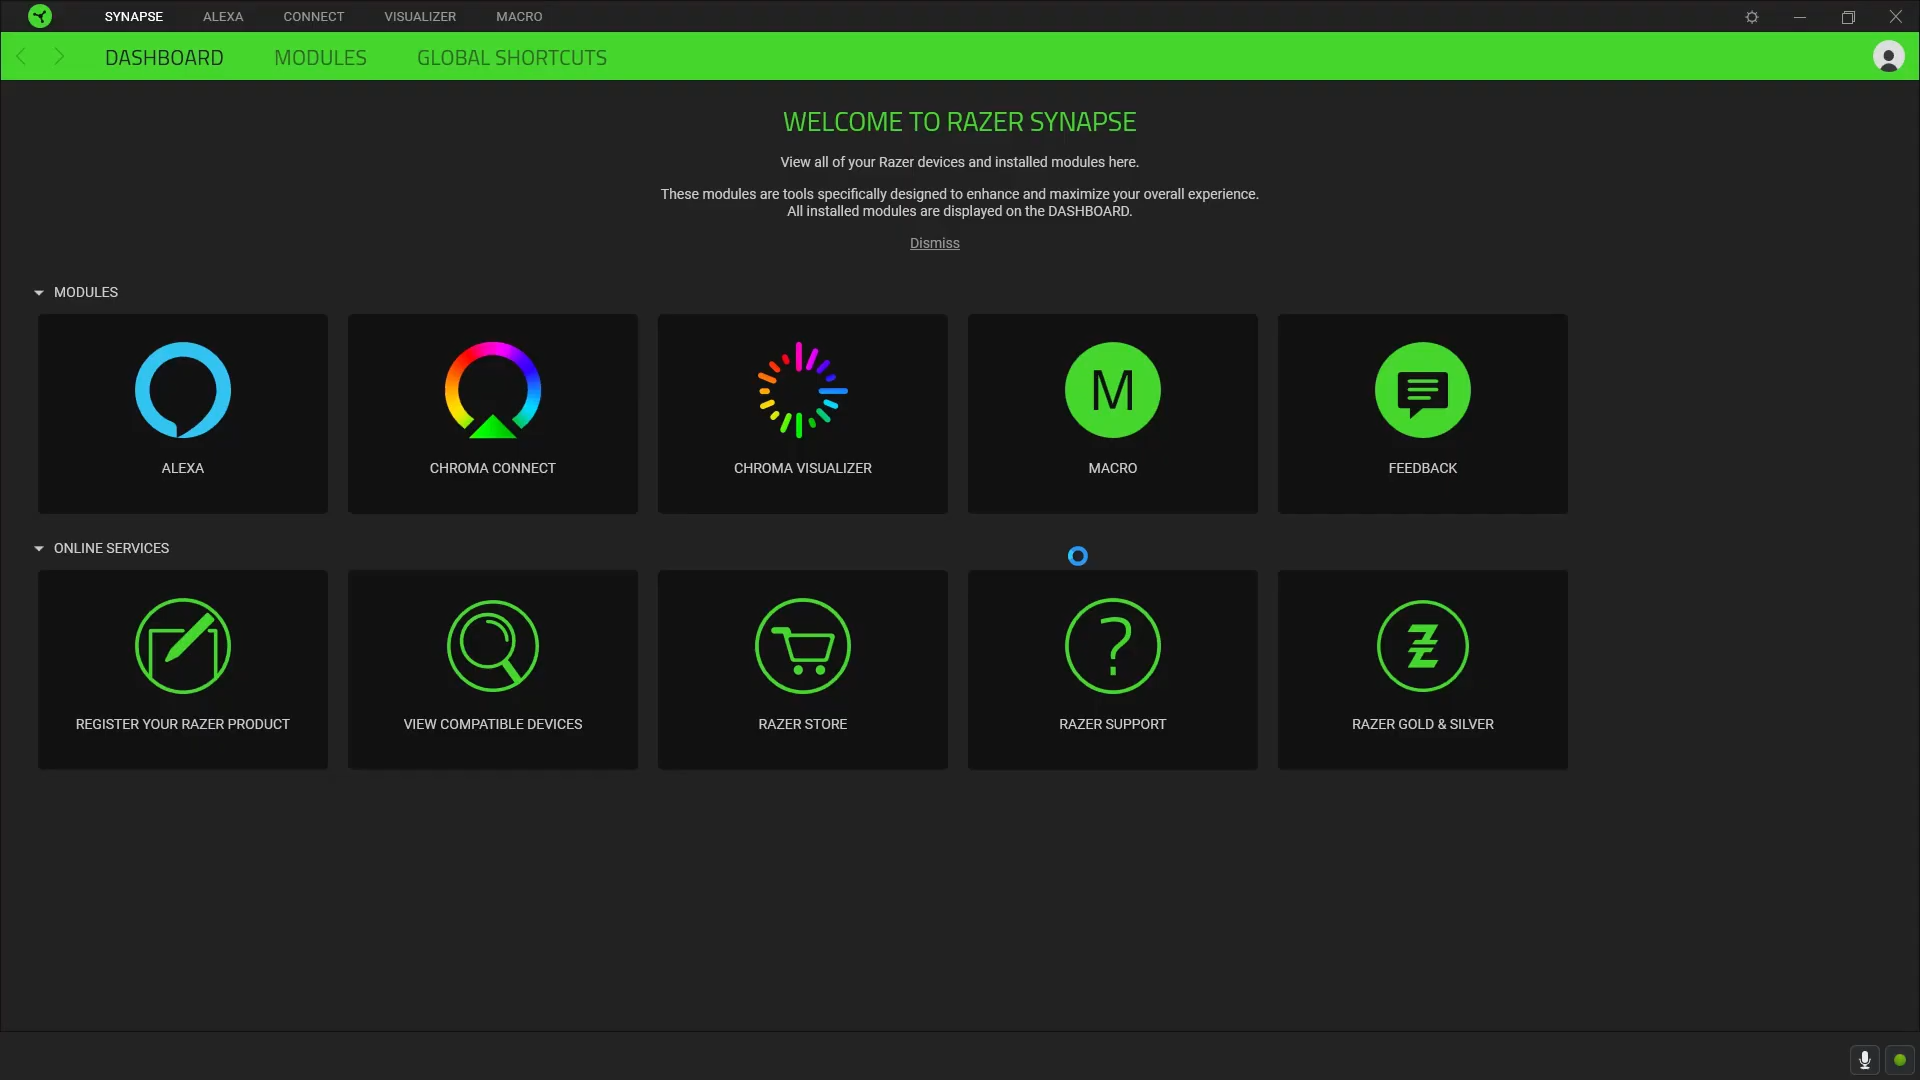 SYNAPSE
ALEXA
CONNECT
VISUALIZER
MACRO
DASHBOARD
MODULES
GLOBAL SHORTCUTS
WELCOME TO RAZER SYNAPSE
View all of your Razer devices and installed modules here.
These modules are tools specifically designed to enhance and maximize your overall experience.
All installed modules are displayed on the DASHBOARD.
Dismiss
MODULES
ALEXA
CHROMA CONNECT
CHROMA VISUALIZER
M
MACRO
FEEDBACK
ONLINE SERVICES
REGISTER YOUR RAZER PRODUCT
VIEW COMPATIBLE DEVICES
RAZER STORE
?
RAZER SUPPORT
RAZER GOLD & SILVER